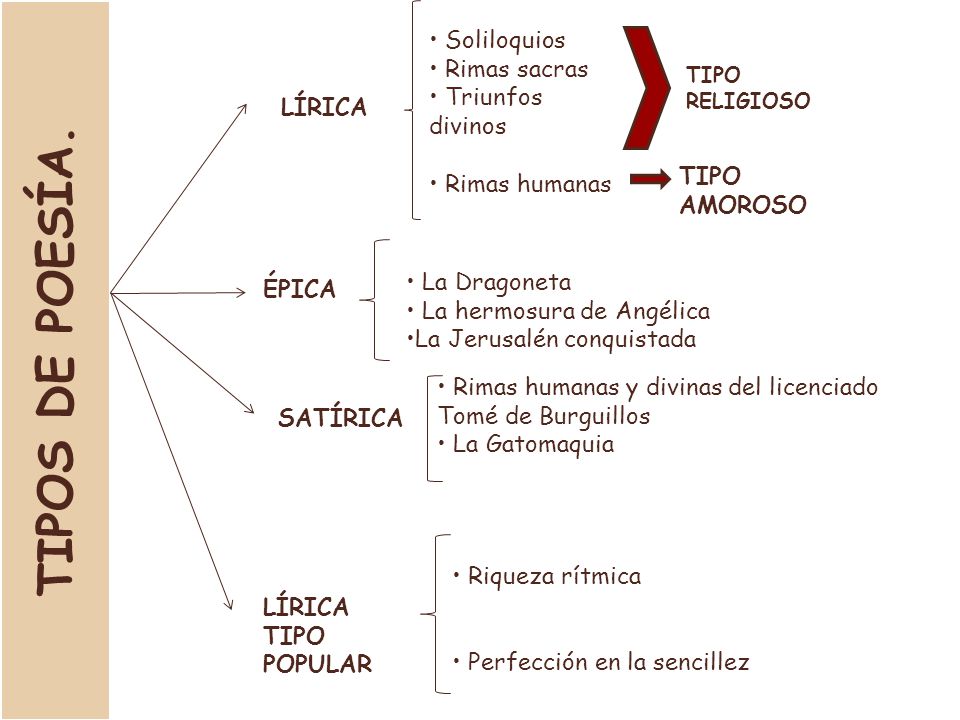 TIPOS DE POESÍA.
LÍRICA
• Soliloquios
• Rimas sacras
• Triunfos
divinos
TIPO
RELIGIOSO
• Rimas humanas
TIPO
AMOROSO
ÉPICA
• La Dragoneta
• La hermosura de Angélica
•La Jerusalén conquistada
SATÍRICA
• Rimas humanas y divinas del licenciado
Tomé de Burguillos
• La Gatomaquia
LÍRICA
TIPO
POPULAR
• Riqueza rítmica
• Perfección en la sencillez